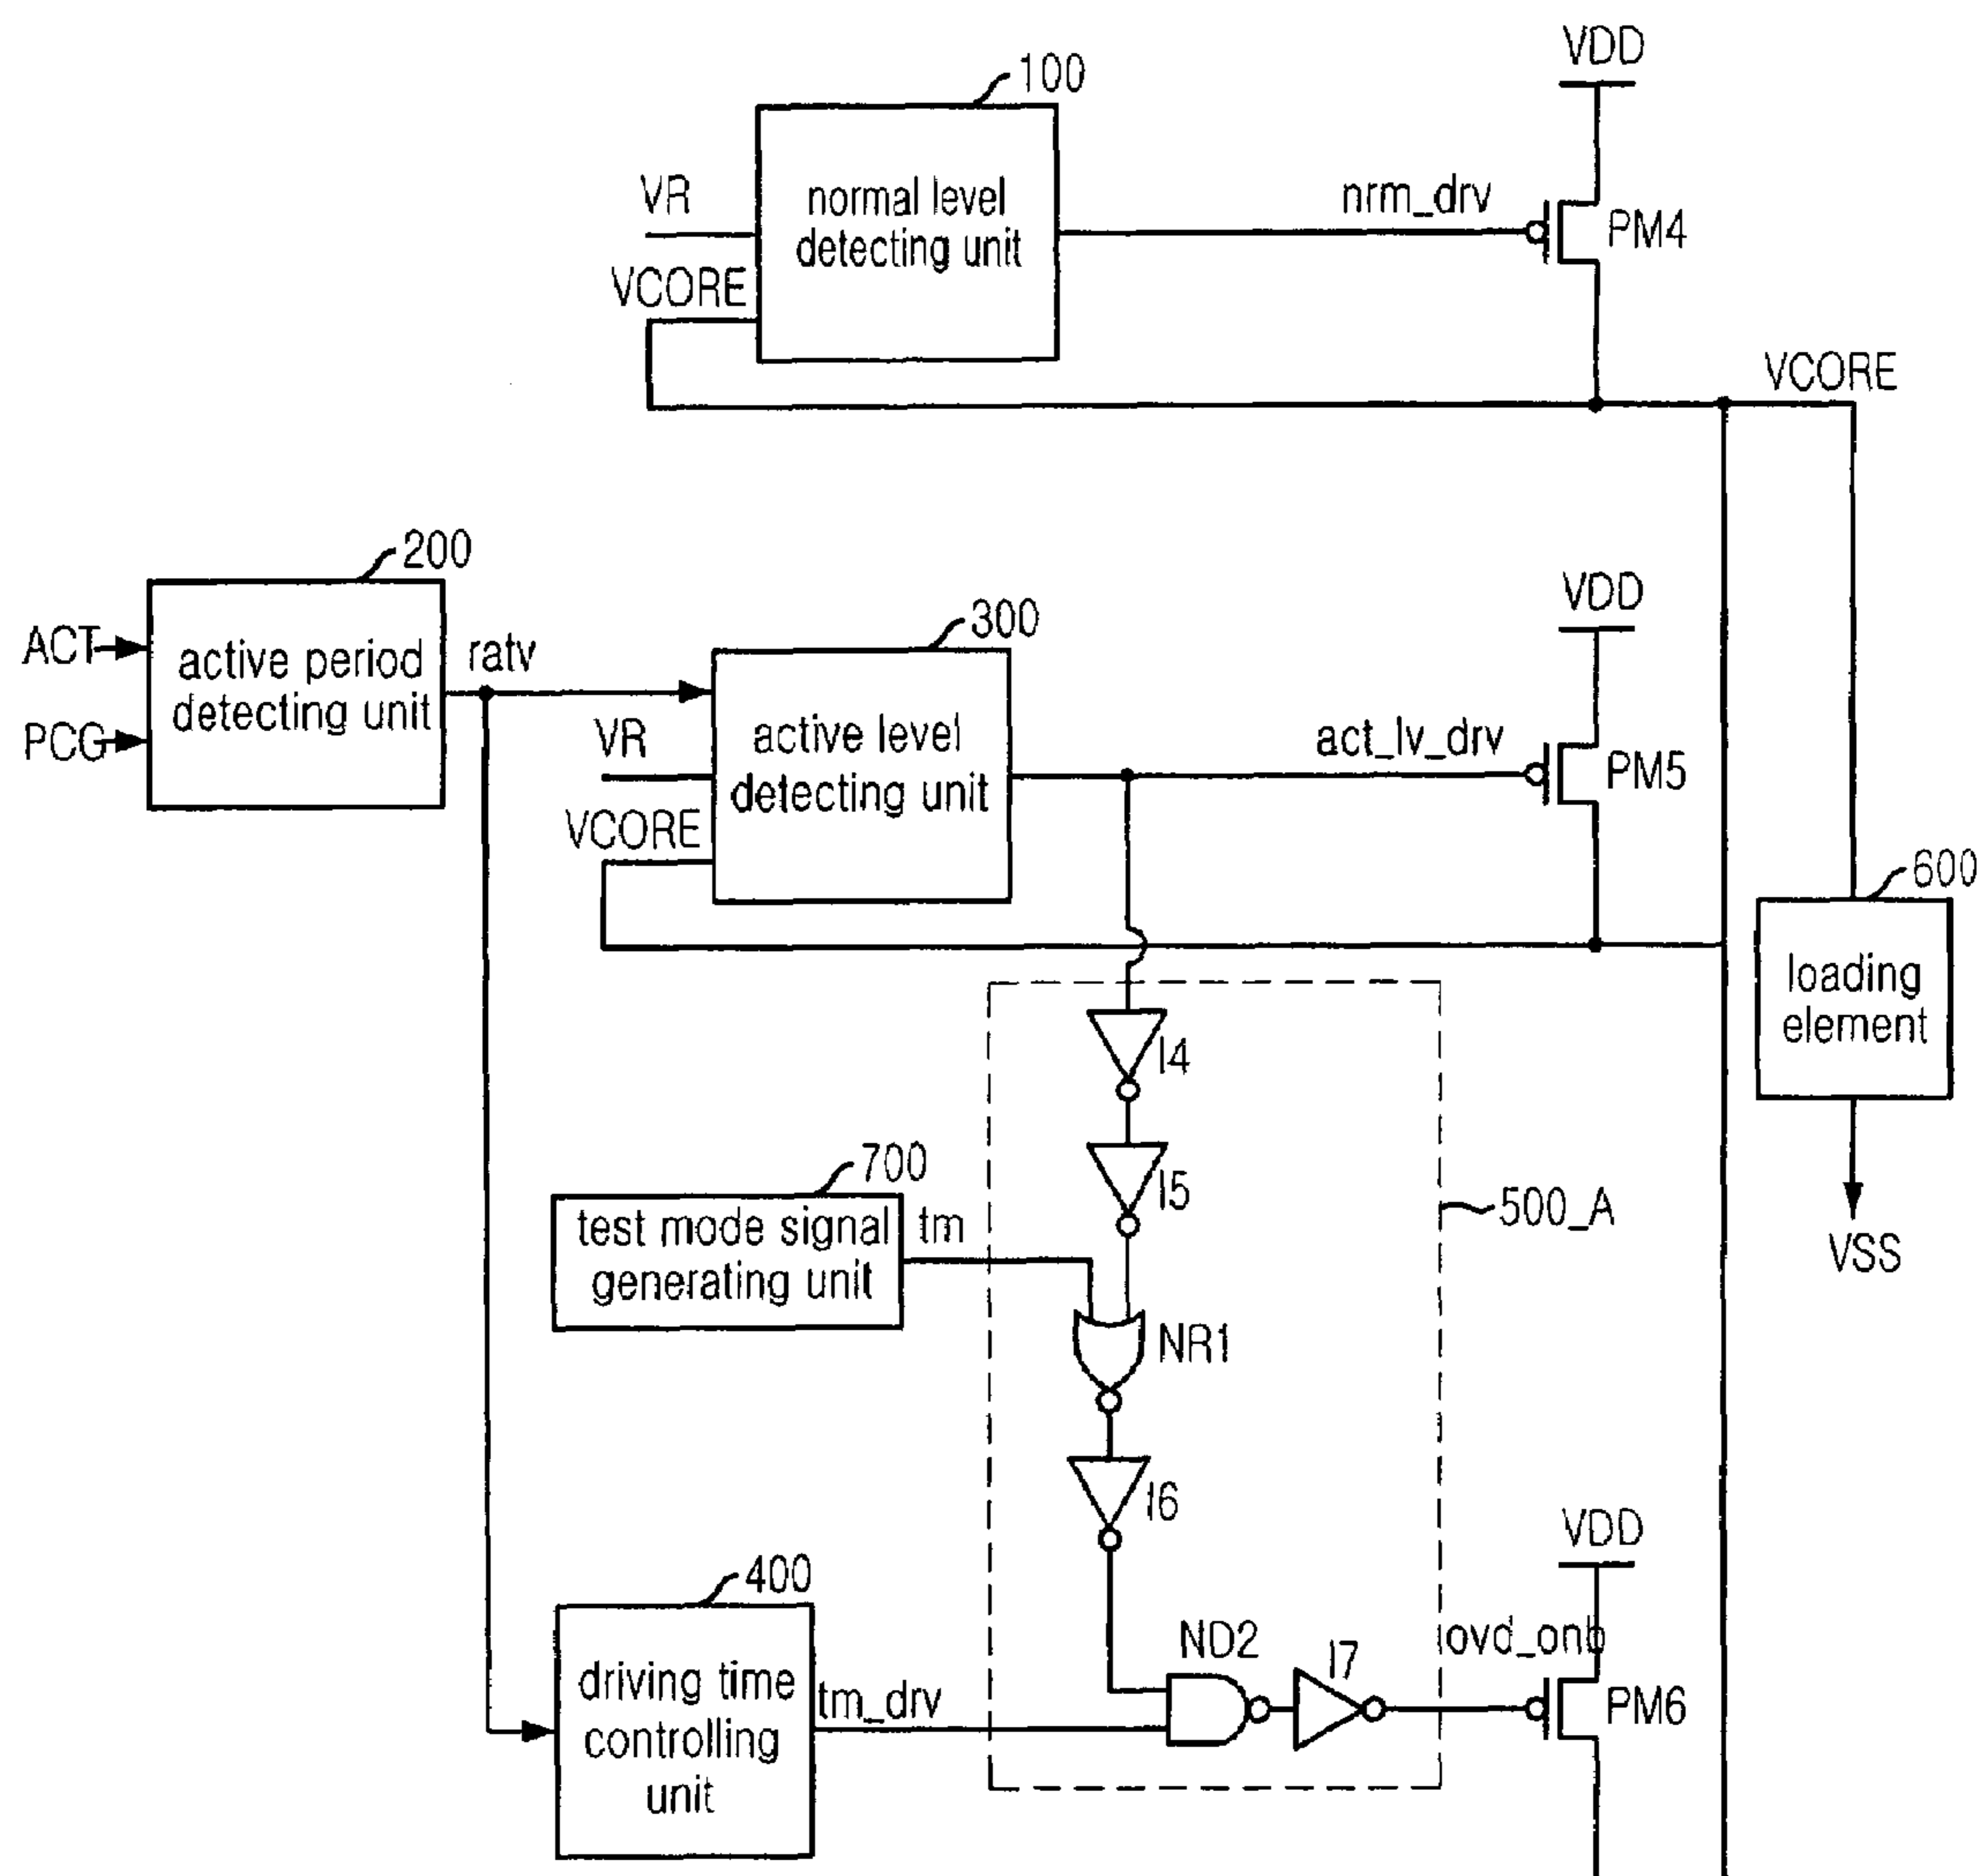 VDD
100
VR
normal level
detecting unit
nrm_drv
PM4
VCORE
VCORE
200
ACT
PCG
active period
detecting unit
ratv
300
VR
active level
detecting unit
VCORE
act_lv_drv
VDD
PM5
600
loading
element
VSS
I4
I5
500_A
700
test mode signal
generating unit
tm
NR1
I6
400
driving time
controlling
unit
tm_drv
ND2
I7
ovd_onb
VDD
PM6